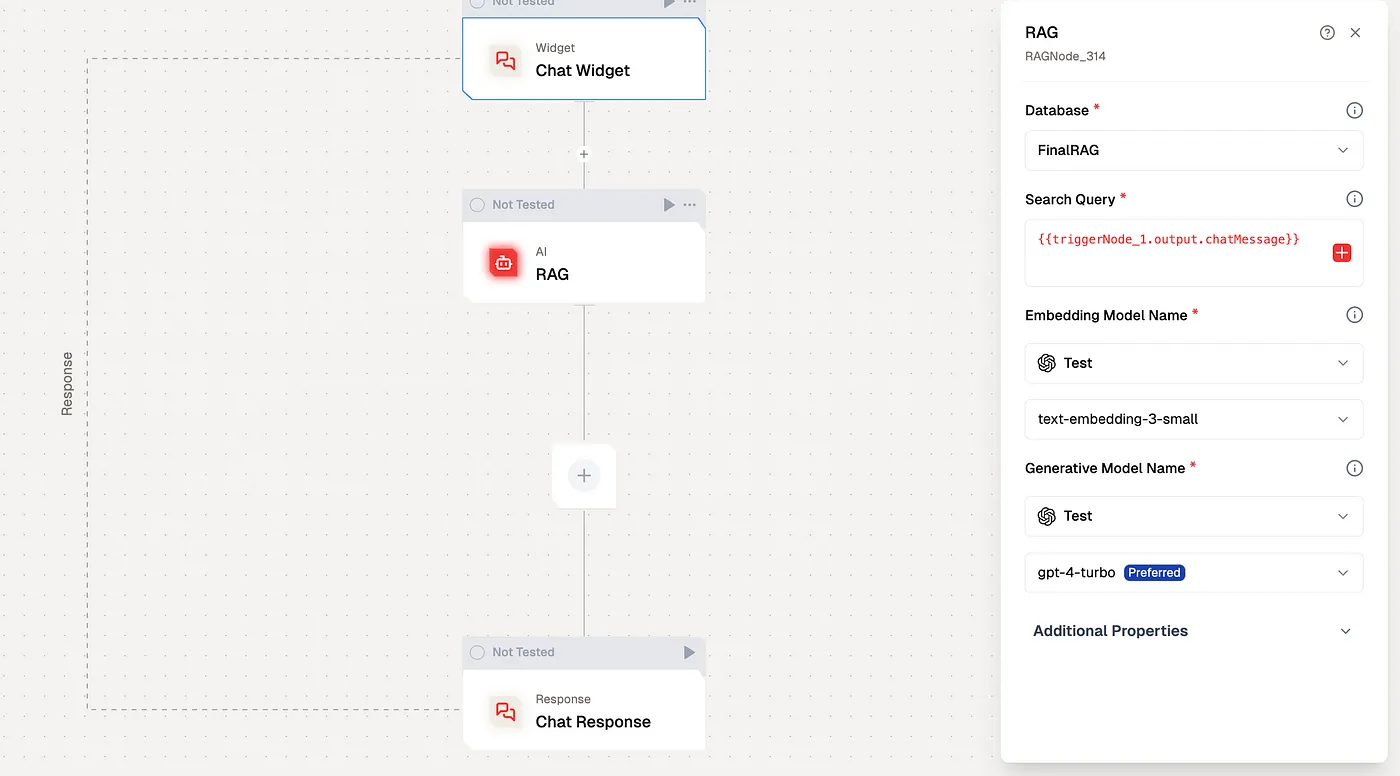 Not Tested
Widget
Chat Widget
Not Tested
AI
RAG
Response
Not Tested
Response
Chat Response
RAG
RAGNode_314
Database *
FinalRAG
Search Query *
{{triggerNode_1.output.chatMessage}}
Embedding Model Name *
Test
text-embedding-3-small
Generative Model Name *
Test
gpt-4-turbo Preferred
Additional Properties